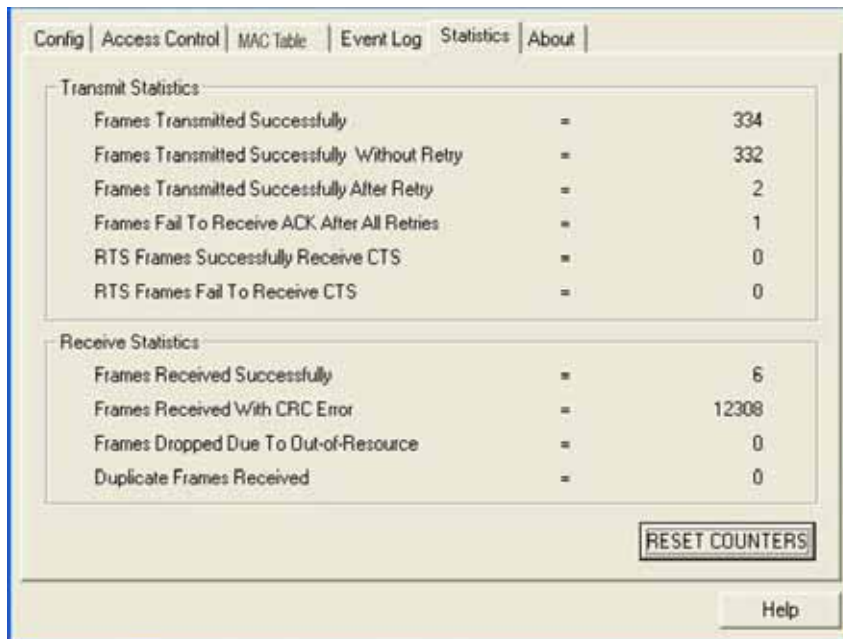 Config | Access Control | MAC Table | Event Log | Statistics | About
Transmit Statistics
Frames Transmitted Successfully = 334
Frames Transmitted Successfully Without Retry = 332
Frames Transmitted Successfully After Retry = 2
Frames Fail To Receive ACK After All Retries = 1
RTS Frames Successfully Receive CTS = 0
RTS Frames Fail To Receive CTS = 0
Receive Statistics
Frames Received Successfully = 6
Frames Received With CRC Error = 12308
Frames Dropped Due To Out-of-Resource = 0
Duplicate Frames Received = 0
RESET COUNTERS
Help